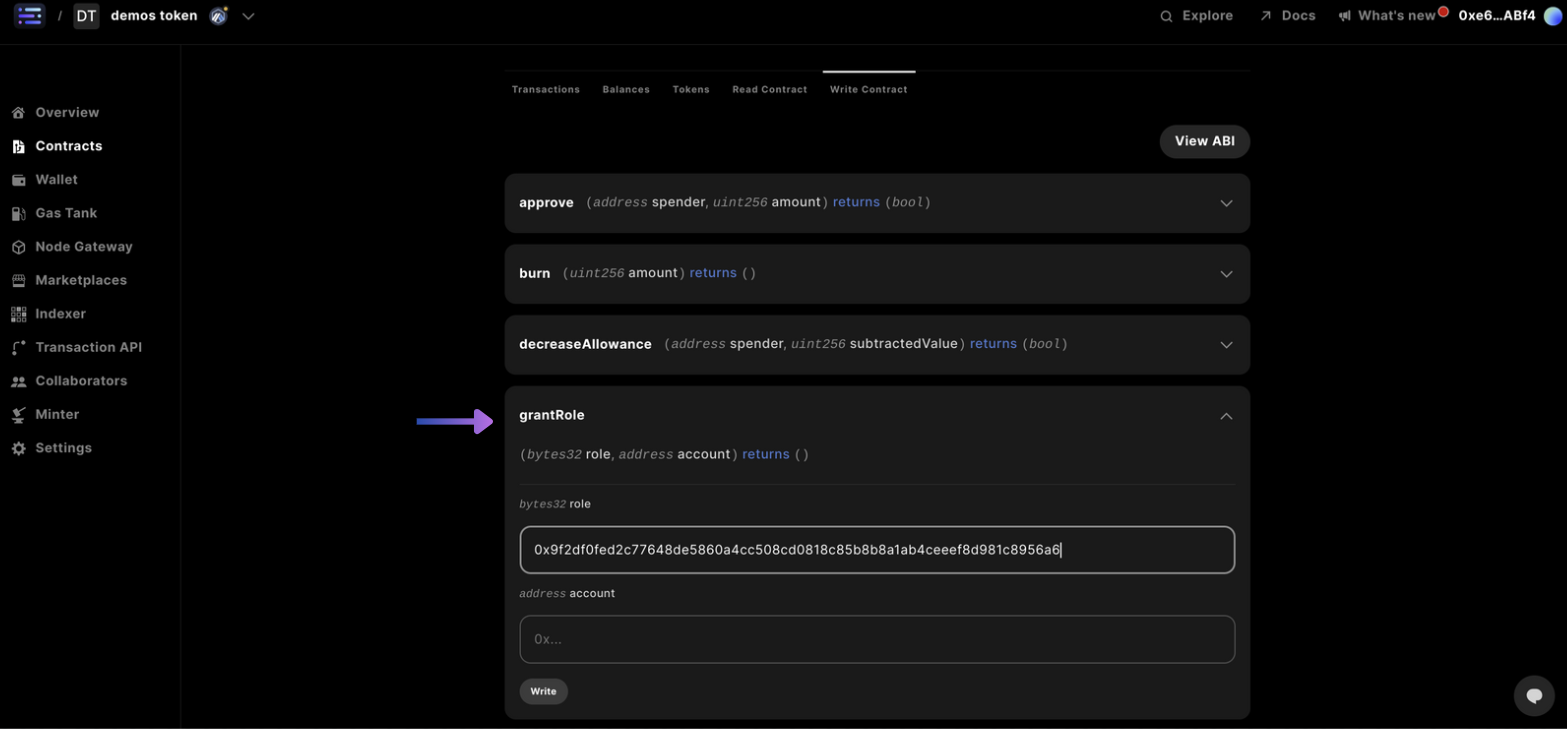 / DT demos token Explore Docs What's new 0xe6...ABf4
Overview
Contracts
Wallet
Gas Tank
Node Gateway
Marketplaces
Indexer
Transaction API
Collaborators
Minter
Settings
Transactions Balances Tokens Read Contract Write Contract
View ABI
approve (address spender, uint256 amount) returns (bool)
burn (uint256 amount) returns ()
decreaseAllowance (address spender, uint256 subtractedValue) returns (bool)
grantRole
(bytes32 role, address account) returns ()
bytes32 role
0x9f2df0fed2c77648de5860a4cc508cd0818c85b8b8a1ab4ceeef8d981c8956a6
address account
0x...
Write